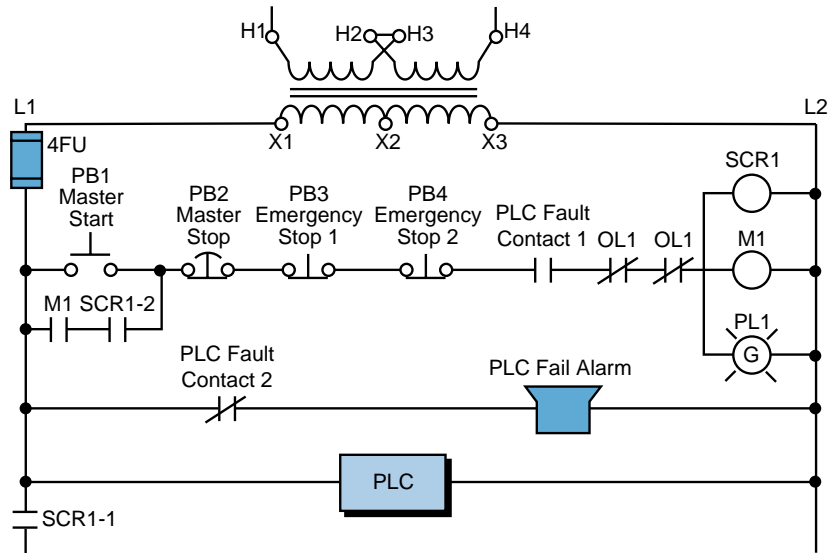 H1
H2
H3
H4
L1
L2
X1
X2
X3
4FU
PB1
Master
Start
PB2
Master
Stop
PB3
Emergency
Stop 1
PB4
Emergency
Stop 2
PLC Fault
Contact 1
OL1
OL1
SCR1
M1
PL1
G
M1
SCR1-2
PLC Fault
Contact 2
PLC Fail Alarm
PLC
SCR1-1